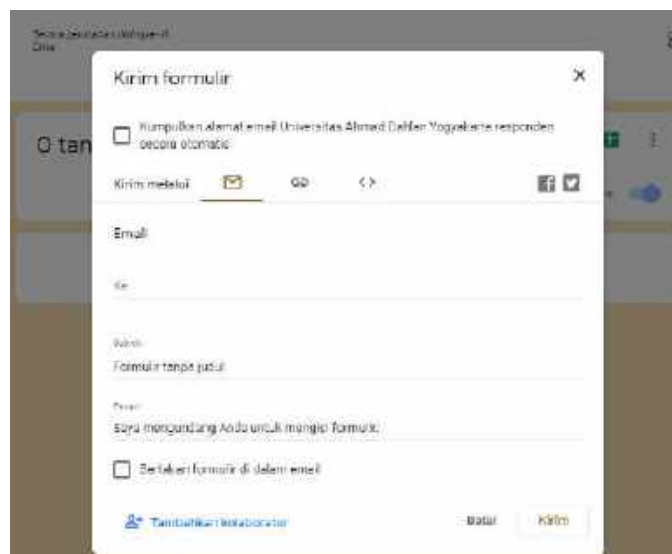 Kirim formulir
Kumpulkan alamat email Universitas Ahmad Dahlan Yogyakarta responden
secara otomatis
0 tan
Kirim melalui
Email
Ke
Subjek
Formulir tanpa judul
Pesan
Saya mengundang Anda untuk mengisi formulir:
Sertakan formulir di dalam email
Tambahkan kolaborator
Batal
Kirim